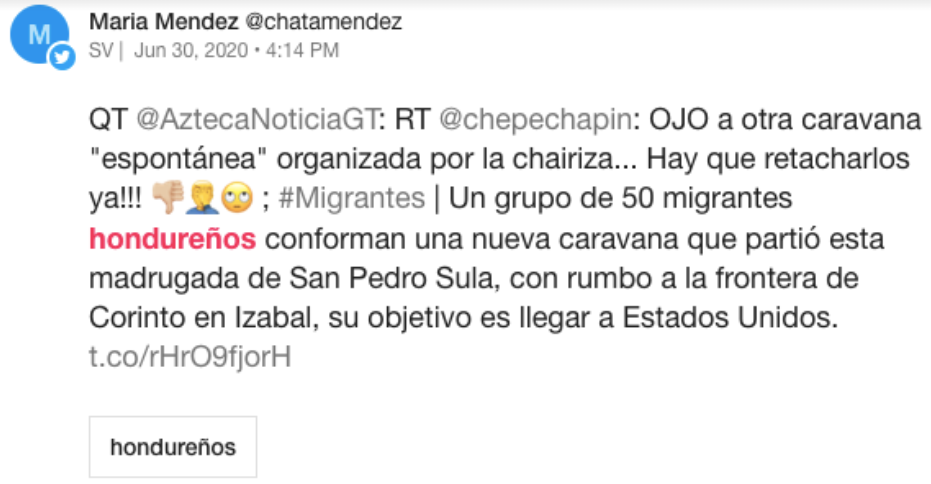 M
Maria Mendez @chatamendez
SV | Jun 30, 2020 • 4:14 PM
QT @AztecaNoticiaGT: RT @chepechapin: OJO a otra caravana
"espontánea" organizada por la chairiza... Hay que retacharlos
ya!!! 👎🏼🤦‍♂️🙄 ; #Migrantes | Un grupo de 50 migrantes
hondureños conforman una nueva caravana que partió esta
madrugada de San Pedro Sula, con rumbo a la frontera de
Corinto en Izabal, su objetivo es llegar a Estados Unidos.
t.co/rHrO9fjorH
hondureños